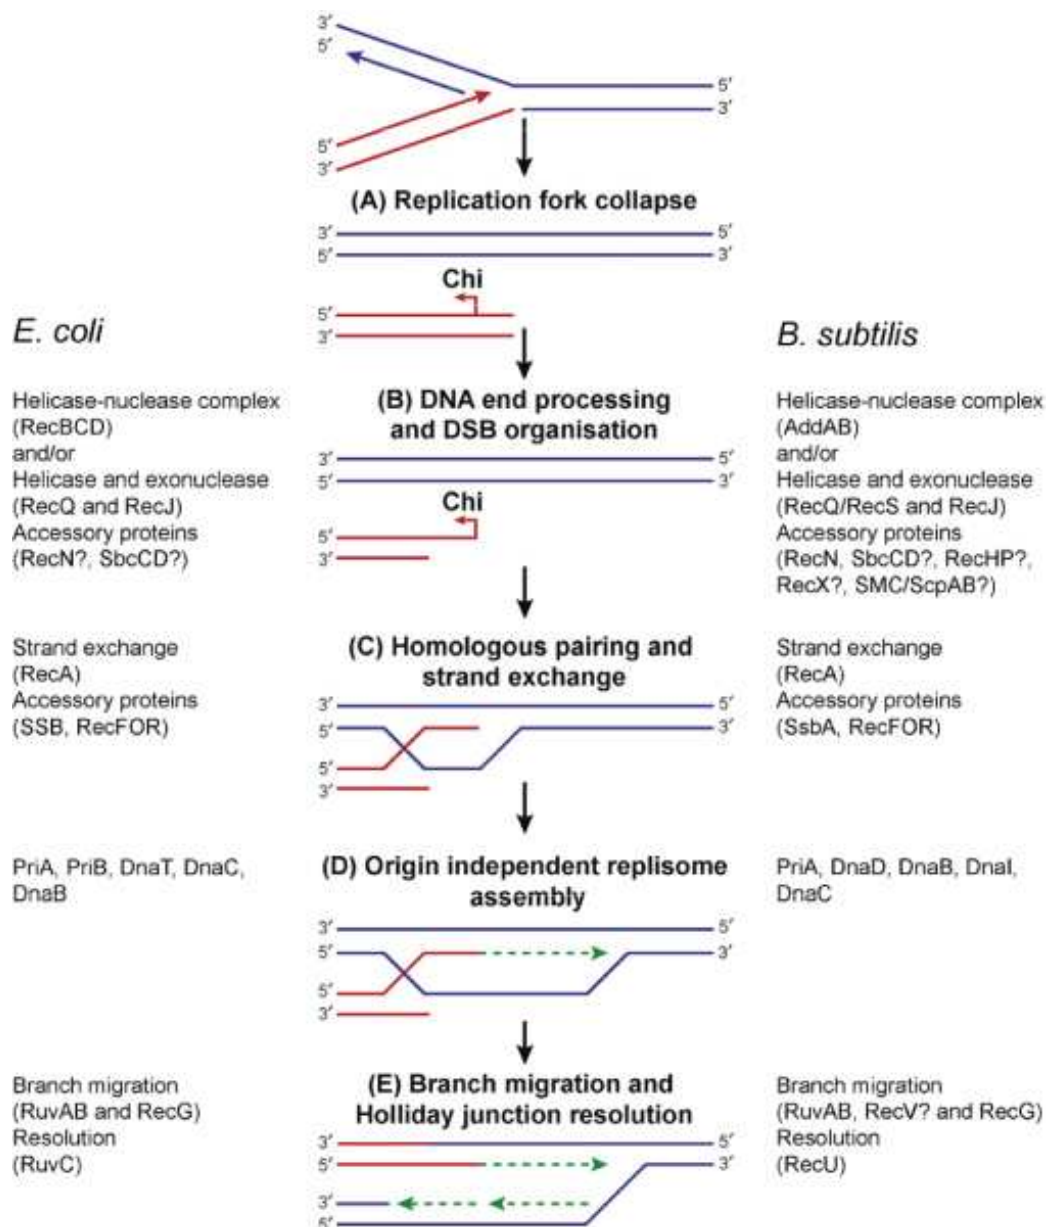 3′
5′
5′
3′
5′
3′
(A) Replication fork collapse
3′ 5′
5′ 3′
Chi
5′
3′
E. coli
B. subtilis
(B) DNA end processing
and DSB organisation
Helicase-nuclease complex
(RecBCD)
and/or
Helicase and exonuclease
(RecQ and RecJ)
Accessory proteins
(RecN?, SbcCD?)
Helicase-nuclease complex
(AddAB)
and/or
Helicase and exonuclease
(RecQ/RecS and RecJ)
Accessory proteins
(RecN, SbcCD?, RecHP?,
RecX?, SMC/ScpAB?)
3′ 5′
5′ 3′
Chi
5′
3′
(C) Homologous pairing and
strand exchange
Strand exchange
(RecA)
Accessory proteins
(SSB, RecFOR)
Strand exchange
(RecA)
Accessory proteins
(SsbA, RecFOR)
3′ 5′
5′ 3′
5′
3′
(D) Origin independent replisome
assembly
PriA, PriB, DnaT, DnaC,
DnaB
PriA, DnaD, DnaB, DnaI,
DnaC
3′ 5′
5′ 3′
5′
3′
(E) Branch migration and
Holliday junction resolution
Branch migration
(RuvAB and RecG)
Resolution
(RuvC)
Branch migration
(RuvAB, RecV? and RecG)
Resolution
(RecU)
3′ 5′
5′ 3′
3′
5′